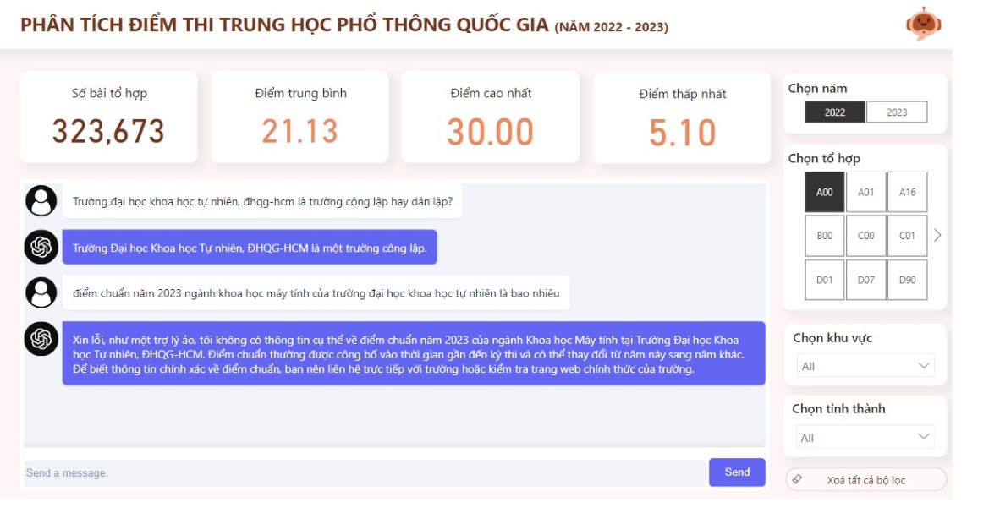 PHÂN TÍCH ĐIỂM THI TRUNG HỌC PHỔ THÔNG QUỐC GIA (NĂM 2022 - 2023)
Số bài tổ hợp
323,673
Điểm trung bình
21.13
Điểm cao nhất
30.00
Điểm thấp nhất
5.10
Trường đại học khoa học tự nhiên, đhqg-hcm là trường công lập hay dân lập?
Trường Đại học Khoa học Tự nhiên, ĐHQG-HCM là một trường công lập.
điểm chuẩn năm 2023 ngành khoa học máy tính của trường đại học khoa học tự nhiên là bao nhiêu
Xin lỗi, như một trợ lý ảo, tôi không có thông tin cụ thể về điểm chuẩn năm 2023 của ngành Khoa học Máy tính tại Trường Đại học Khoa
học Tự nhiên, ĐHQG-HCM. Điểm chuẩn thường được công bố vào thời gian gần đến kỳ thi và có thể thay đổi từ năm này sang năm khác.
Để biết thông tin chính xác về điểm chuẩn, bạn nên liên hệ trực tiếp với trường hoặc kiểm tra trang web chính thức của trường.
Send a message.
Send
Chọn năm
2022 2023
Chọn tổ hợp
A00 A01 A16
B00 C00 C01
D01 D07 D90
Chọn khu vực
All
Chọn tỉnh thành
All
Xoá tất cả bộ lọc